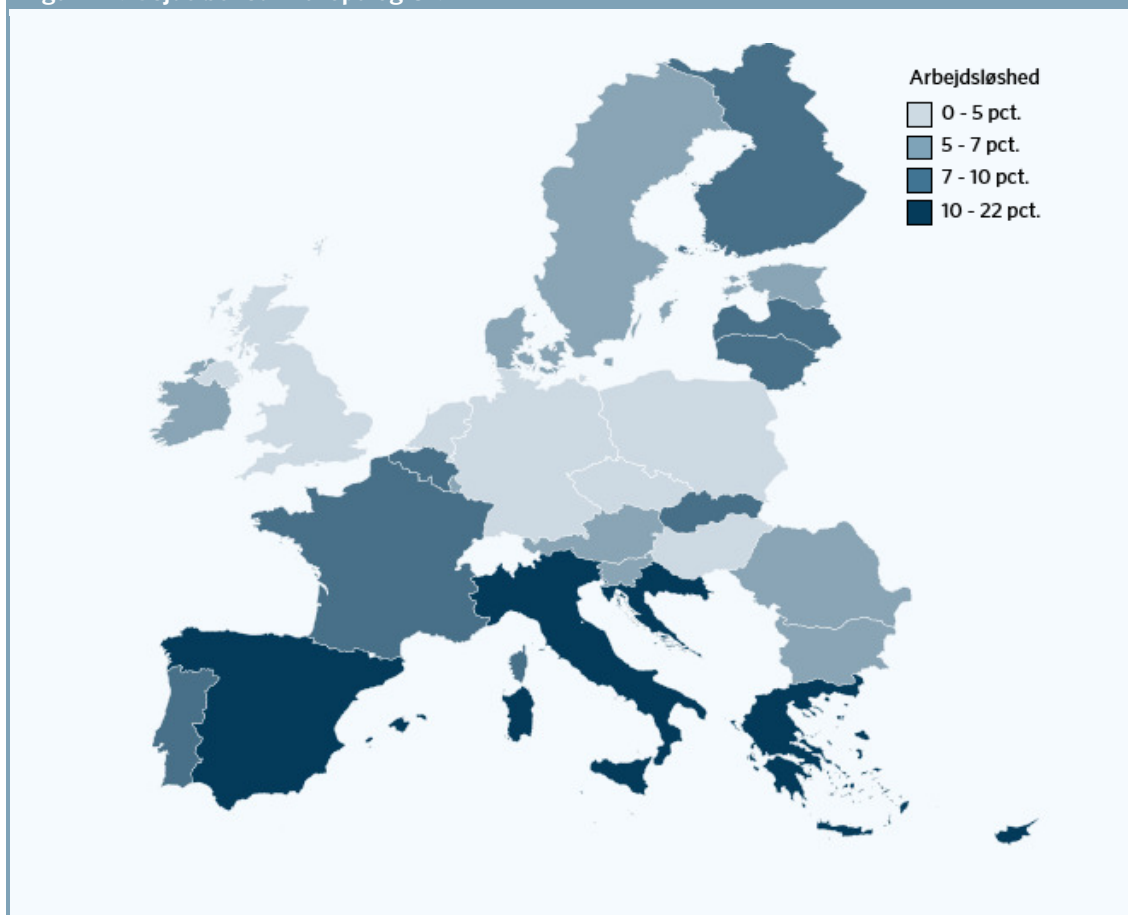 Arbejdsløshed
0 - 5 pct.
5 - 7 pct.
7 - 10 pct.
10 - 22 pct.